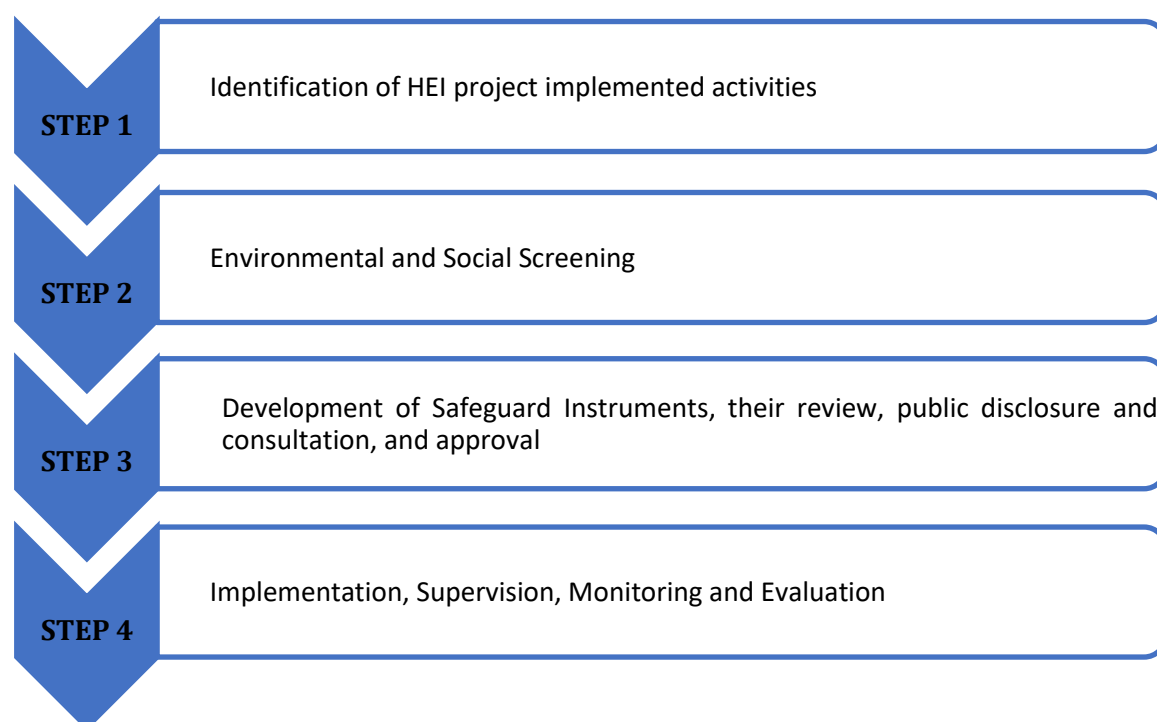 STEP 1
Identification of HEI project implemented activities
STEP 2
Environmental and Social Screening
STEP 3
Development of Safeguard Instruments, their review, public disclosure and
consultation, and approval
STEP 4
Implementation, Supervision, Monitoring and Evaluation